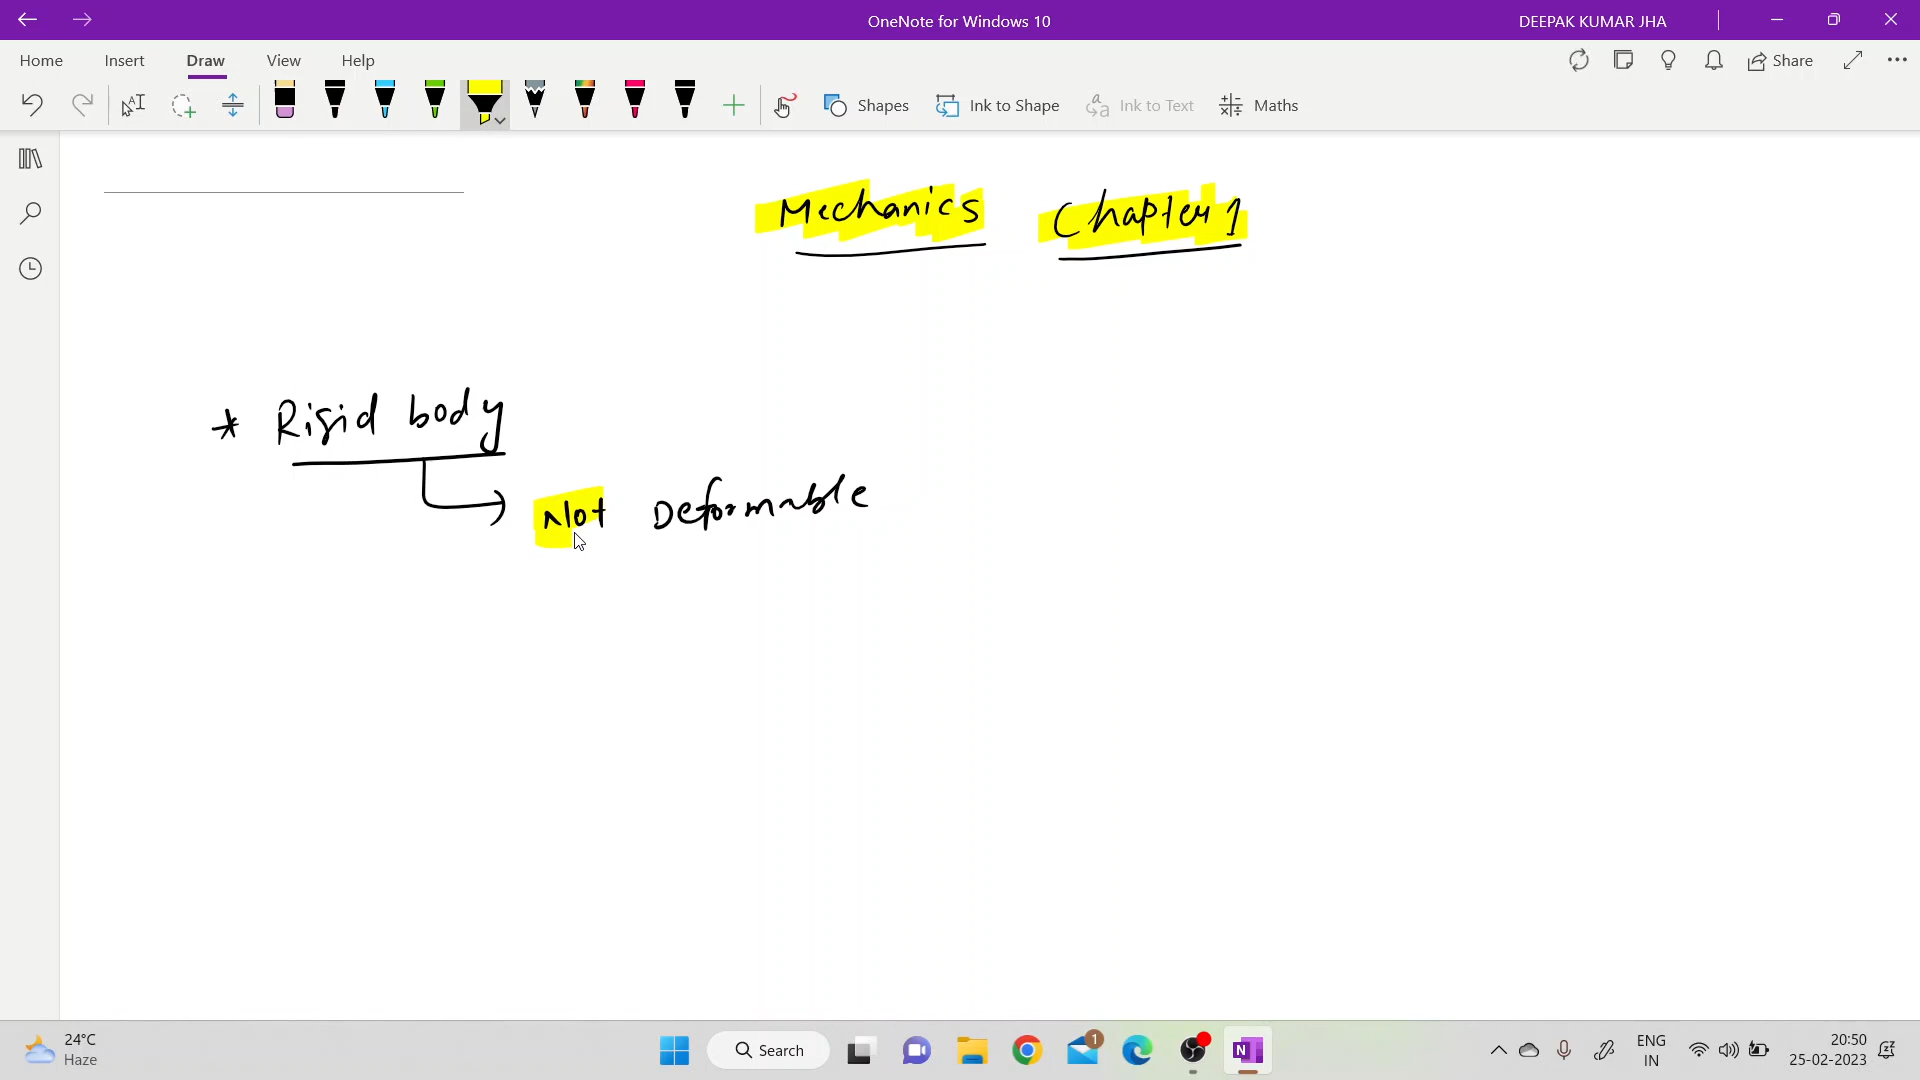 OneNote for Windows 10
DEEPAK KUMAR JHA
Home Insert Draw View Help
Share
Shapes Ink to Shape Ink to Text Maths
Mechanics Chapter 1
* Rigid body
Not Deformable
24°C
Haze
Search
1
ENG
IN
20:50
25-02-2023